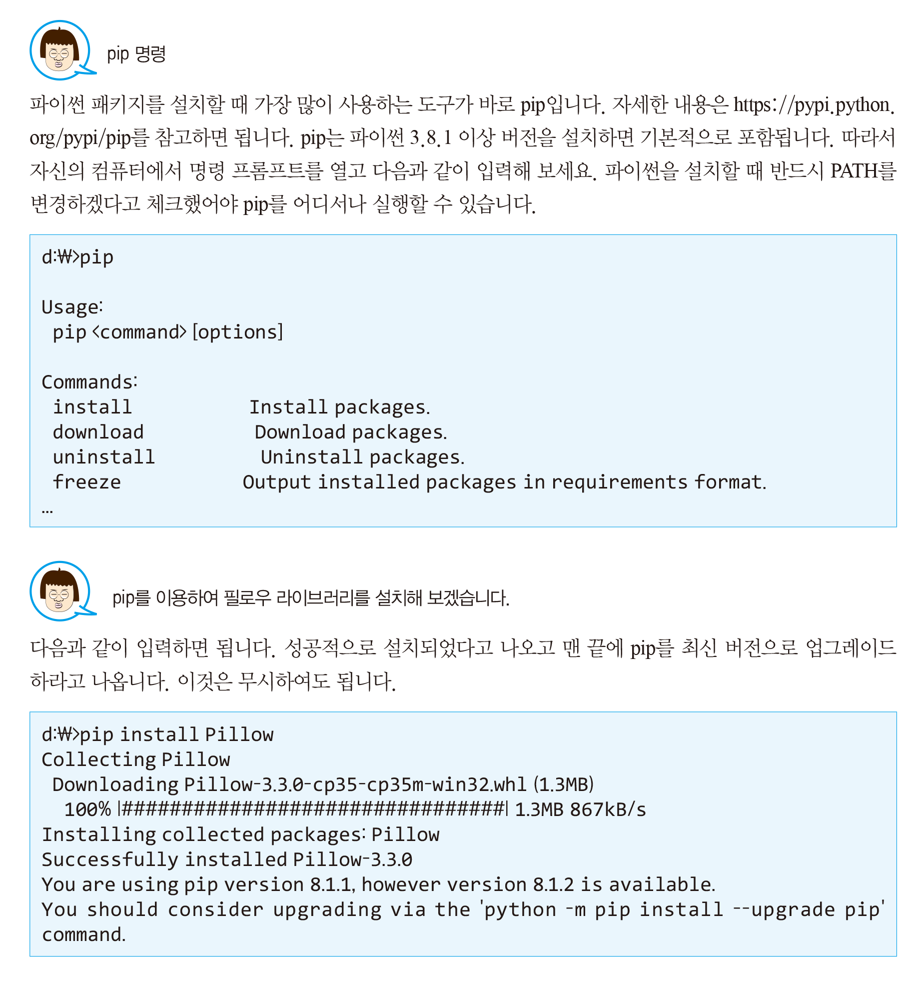 pip 명령
파이썬 패키지를 설치할 때 가장 많이 사용하는 도구가 바로 pip입니다. 자세한 내용은 https://pypi.python.
org/pypi/pip를 참고하면 됩니다. pip는 파이썬 3.8.1 이상 버전을 설치하면 기본적으로 포함됩니다. 따라서
자신의 컴퓨터에서 명령 프롬프트를 열고 다음과 같이 입력해 보세요. 파이썬을 설치할 때 반드시 PATH를
변경하겠다고 체크했어야 pip를 어디서나 실행할 수 있습니다.
d:₩>pip
Usage:
pip <command> [options]
Commands:
install Install packages.
download Download packages.
uninstall Uninstall packages.
freeze Output installed packages in requirements format.
...
pip를 이용하여 필로우 라이브러리를 설치해 보겠습니다.
다음과 같이 입력하면 됩니다. 성공적으로 설치되었다고 나오고 맨 끝에 pip를 최신 버전으로 업그레이드
하라고 나옵니다. 이것은 무시하여도 됩니다.
d:₩>pip install Pillow
Collecting Pillow
Downloading Pillow-3.3.0-cp35-cp35m-win32.whl (1.3MB)
100% |################################| 1.3MB 867kB/s
Installing collected packages: Pillow
Successfully installed Pillow-3.3.0
You are using pip version 8.1.1, however version 8.1.2 is available.
You should consider upgrading via the 'python -m pip install --upgrade pip'
command.